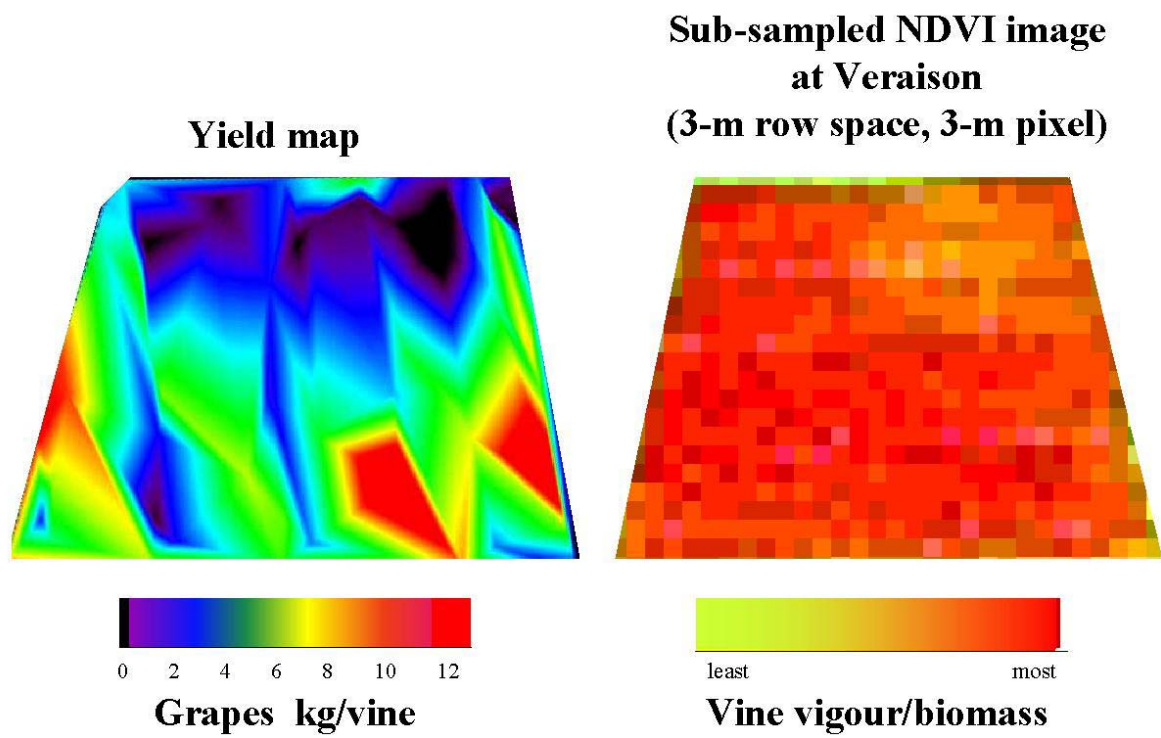 Yield map
0 2 4 6 8 10 12
Grapes kg/vine
Sub-sampled NDVI image
at Veraison
(3-m row space, 3-m pixel)
least most
Vine vigour/biomass